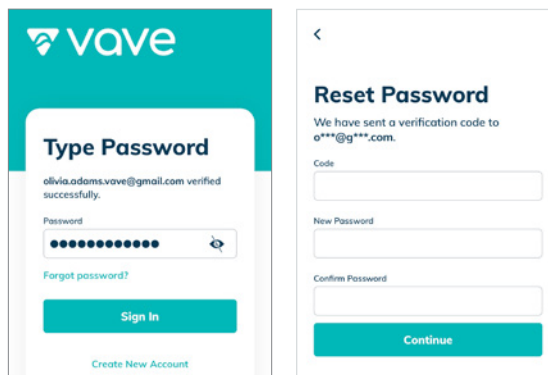 vave
Type Password
olivia.adams.vave@gmail.com verified
successfully.
Password
Forgot password?
Sign In
Create New Account
Reset Password
We have sent a verification code to
o***@g***.com.
Code
New Password
Confirm Password
Continue